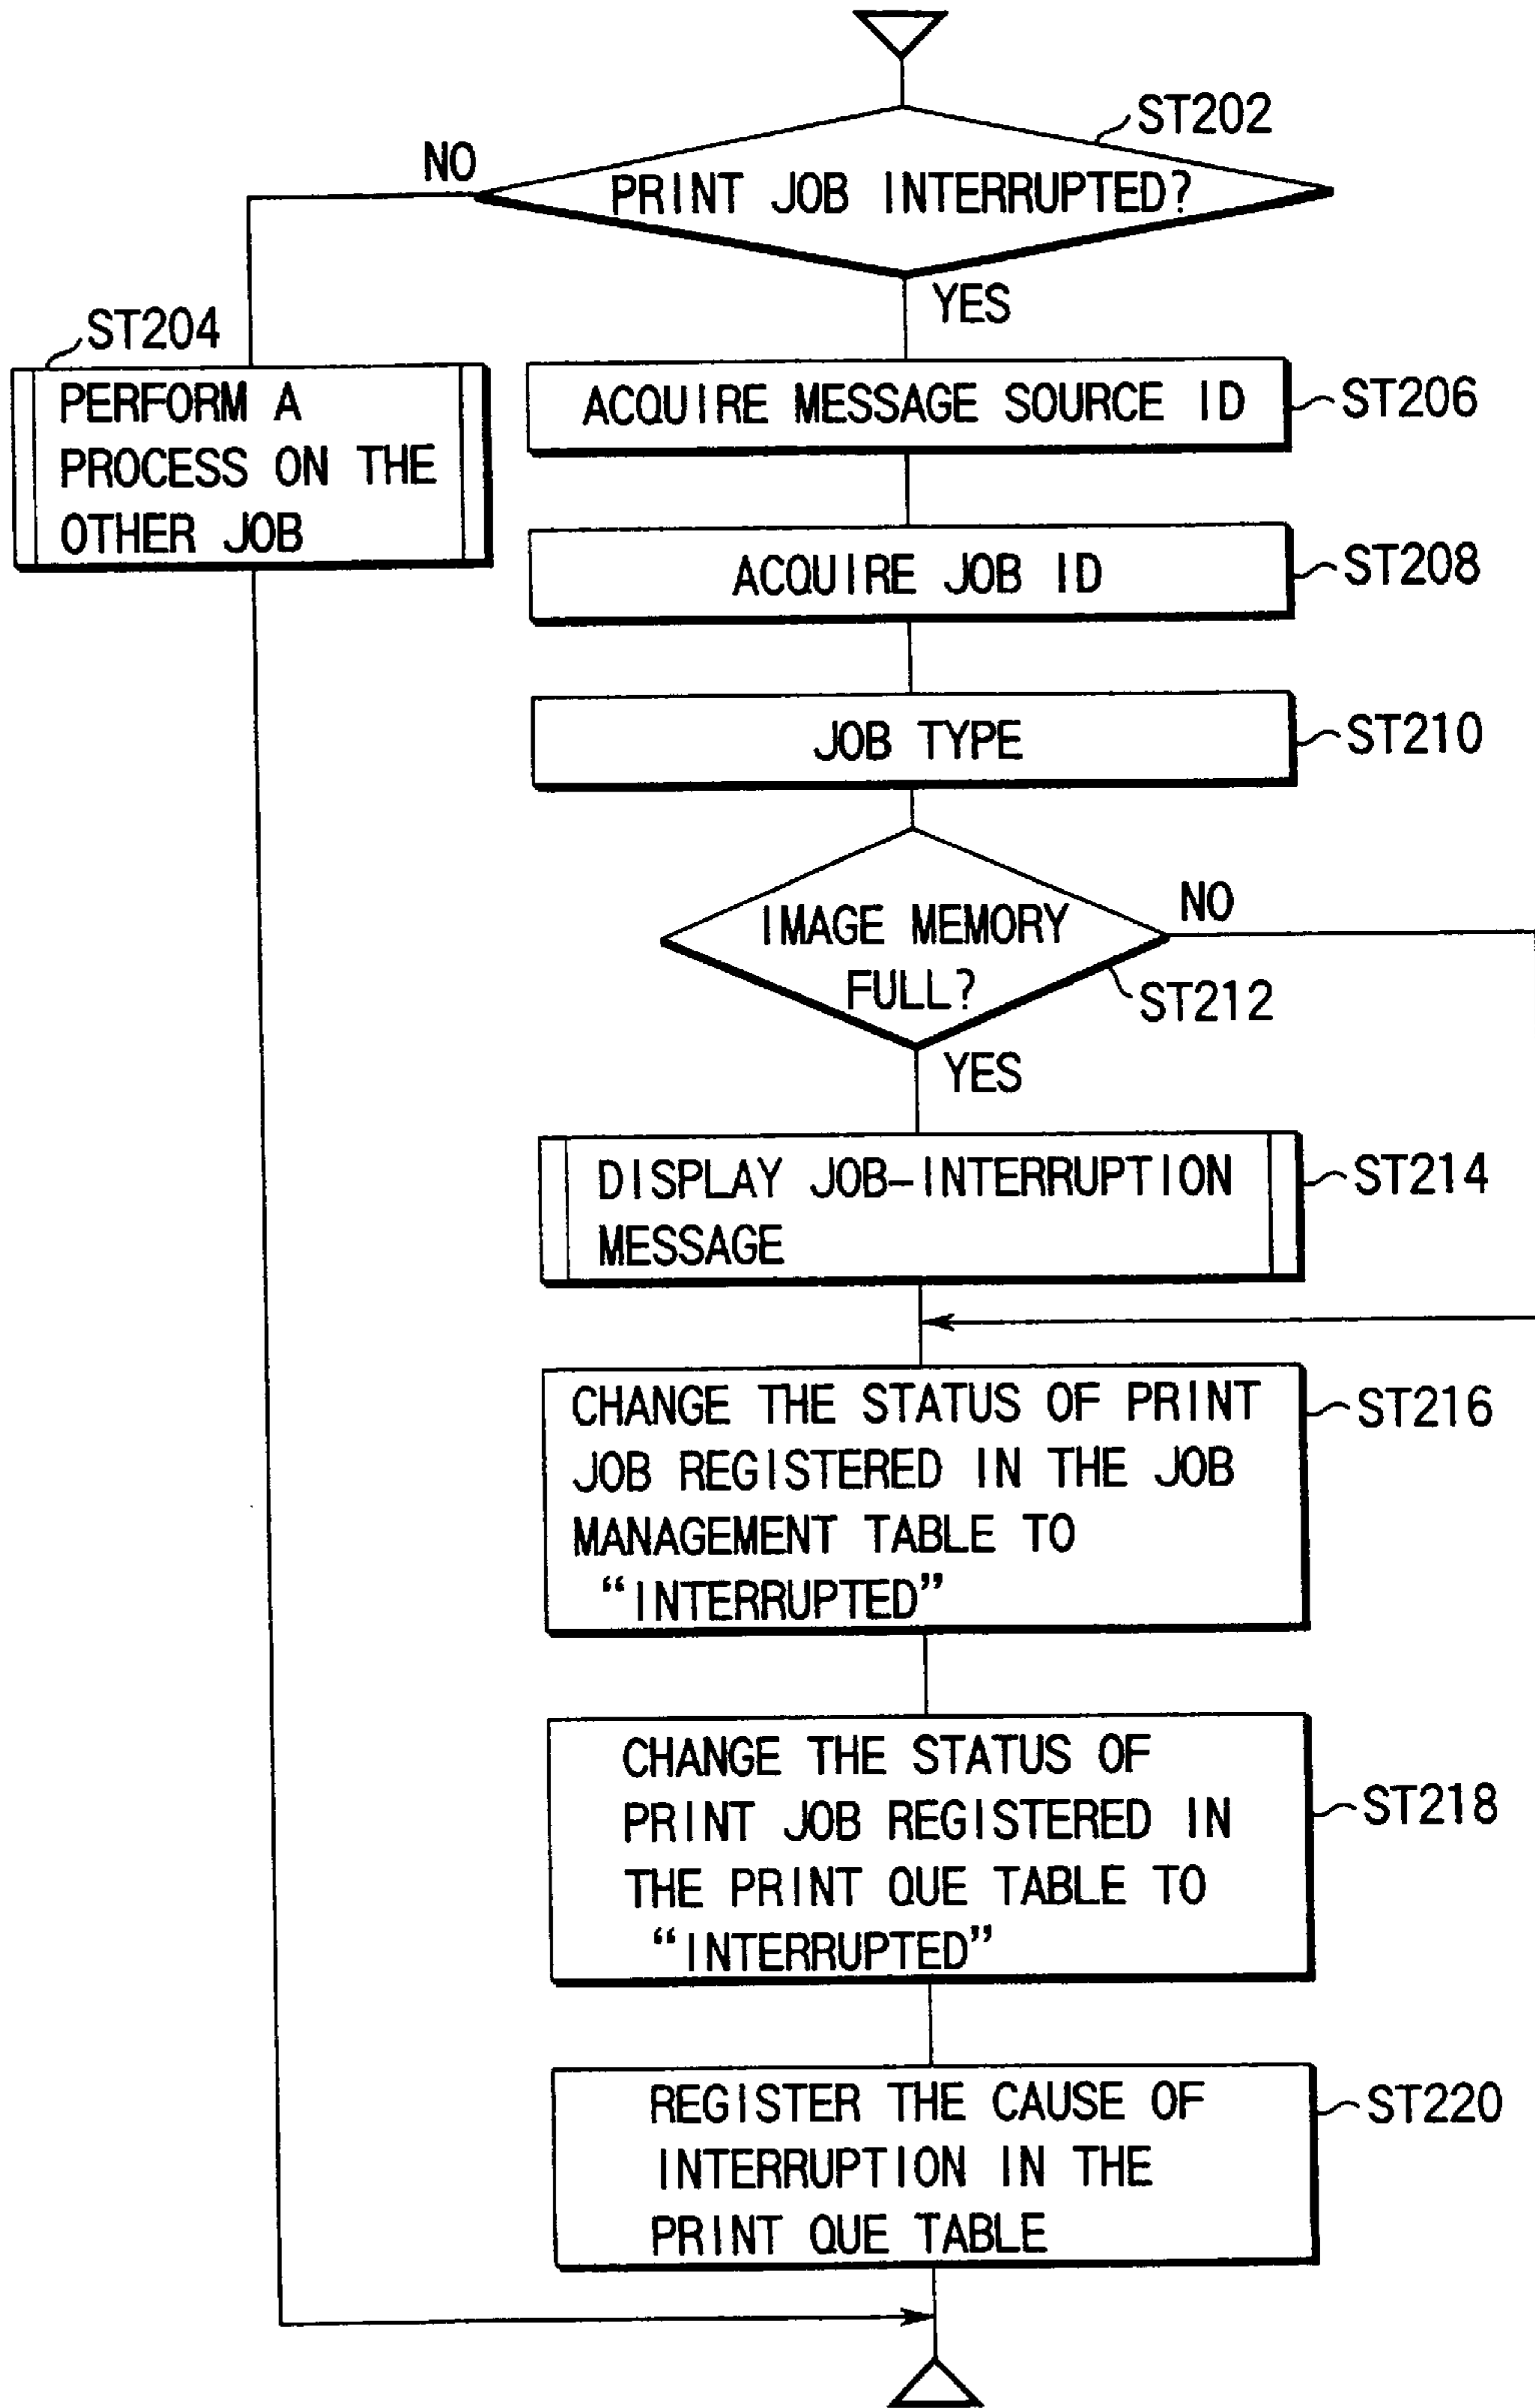 ST202
NO
PRINT JOB INTERRUPTED?
YES
ST204
PERFORM A
PROCESS ON THE
OTHER JOB
ACQUIRE MESSAGE SOURCE ID
ST206
ACQUIRE JOB ID
ST208
JOB TYPE
ST210
IMAGE MEMORY
FULL?
NO
ST212
YES
DISPLAY JOB-INTERRUPTION
MESSAGE
ST214
CHANGE THE STATUS OF PRINT
JOB REGISTERED IN THE JOB
MANAGEMENT TABLE TO
“INTERRUPTED”
ST216
CHANGE THE STATUS OF
PRINT JOB REGISTERED IN
THE PRINT QUE TABLE TO
“INTERRUPTED”
ST218
REGISTER THE CAUSE OF
INTERRUPTION IN THE
PRINT QUE TABLE
ST220